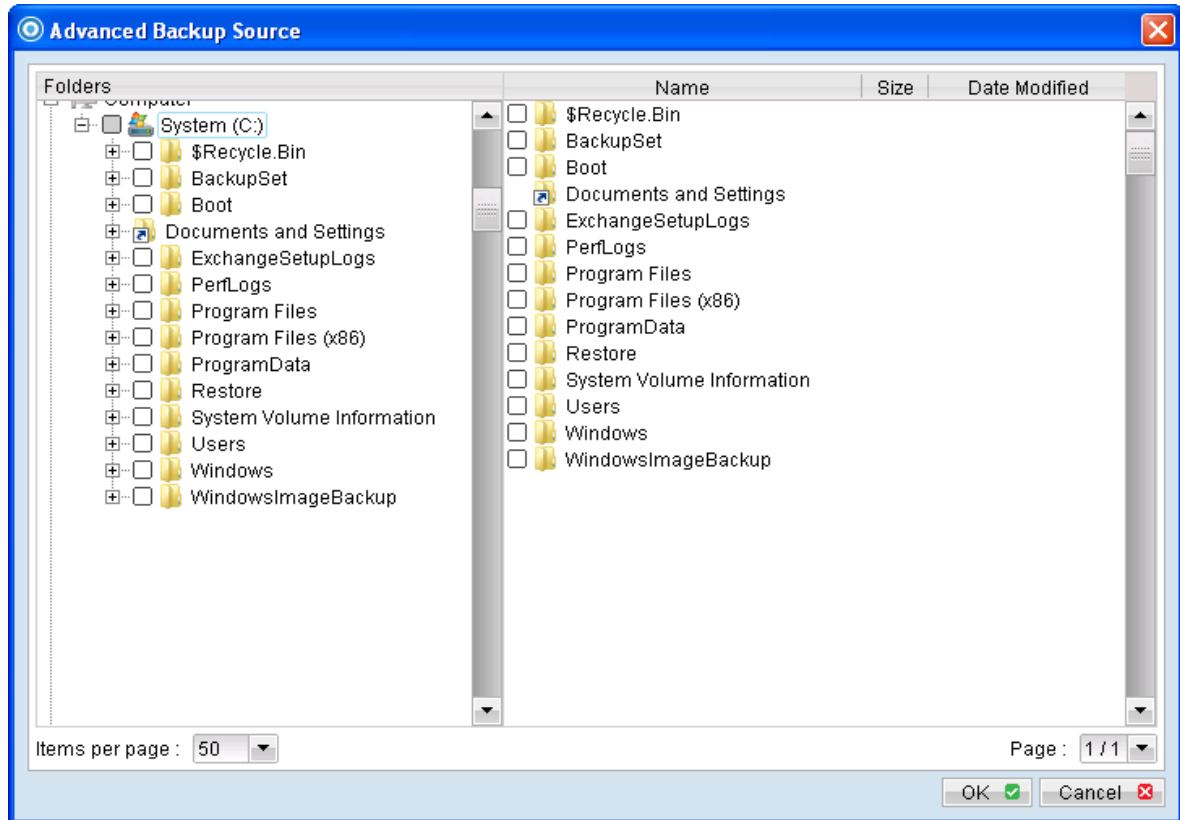 Advanced Backup Source
Folders Name Size Date Modified
Computer
System (C:)
$Recycle.Bin
BackupSet
Boot
Documents and Settings
ExchangeSetupLogs
PerfLogs
Program Files
Program Files (x86)
ProgramData
Restore
System Volume Information
Users
Windows
WindowsImageBackup
$Recycle.Bin
BackupSet
Boot
Documents and Settings
ExchangeSetupLogs
PerfLogs
Program Files
Program Files (x86)
ProgramData
Restore
System Volume Information
Users
Windows
WindowsImageBackup
Items per page : 50
Page : 1 / 1
OK Cancel